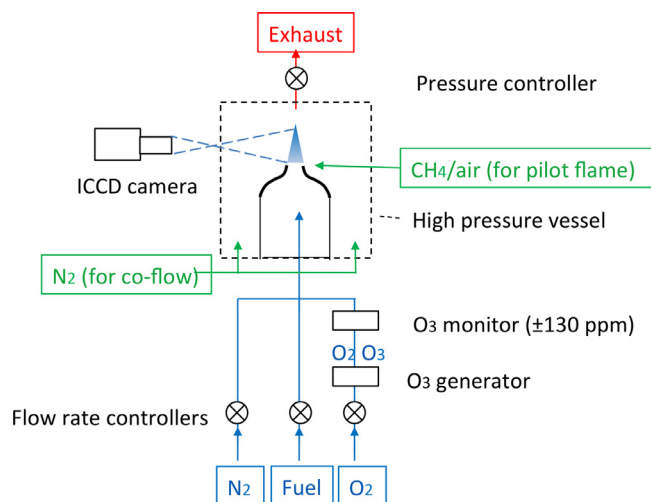 Exhaust
Pressure controller
ICCD camera
CH4/air (for pilot flame)
High pressure vessel
N2 (for co-flow)
O3 monitor (±130 ppm)
O2 O3
O3 generator
Flow rate controllers
N2 Fuel O2